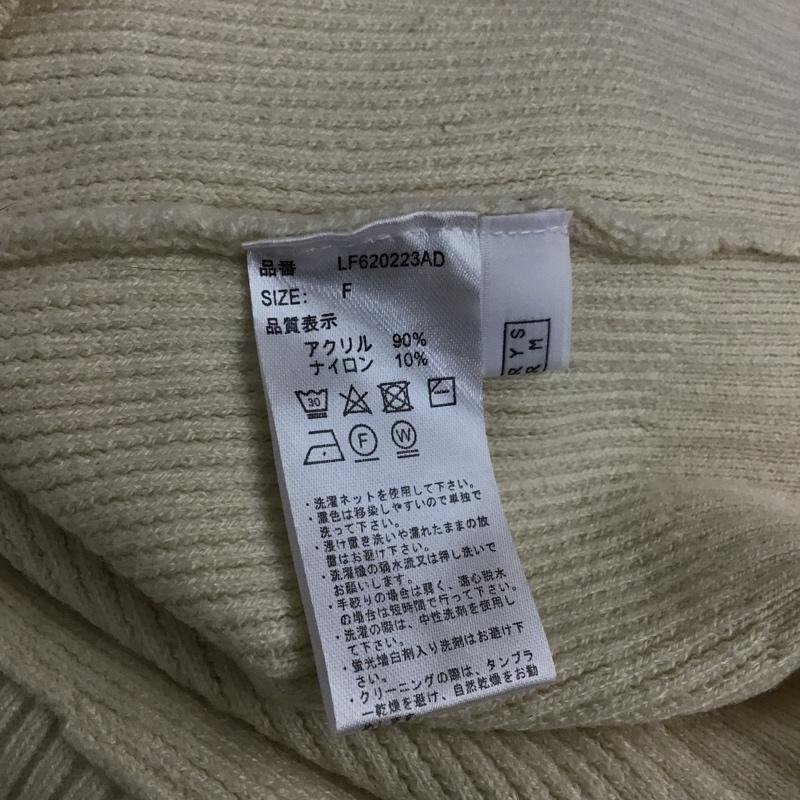 品番 LF620223AD
SIZE: F
品質表示
アクリル 90%
ナイロン 10%
30
F W
・洗濯ネットを使用して下さい。
・濃色は移染しやすいので単独で
洗って下さい。
・漬け置き洗いや濡れたままの放
置はお避け下さい。
・洗濯機の弱水流又は押し洗いで
お願いします。
・手絞りの場合は弱く、遠心脱水
の場合は短時間で行って下さい。
・洗濯の際は、中性洗剤を使用し
て下さい。
・蛍光増白剤入り洗剤はお避け下
さい。
・クリーニングの際は、タンブラ
ー乾燥を避け、自然乾燥をお勧
RYS
RM